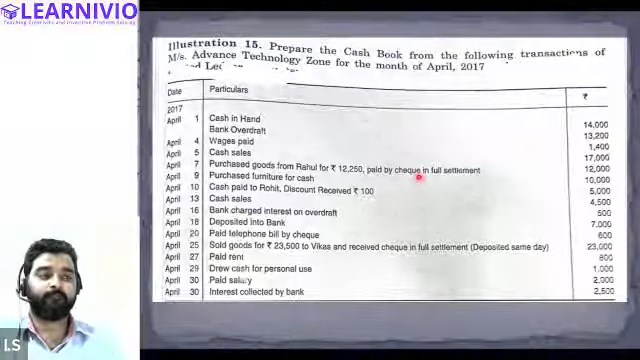 LEARNIVIO
Teaching Creativity and Inventive Problem Solving
Illustration 15. Prepare the Cash Book from the following transactions of
M/s. Advance Technology Zone for the month of April, 2017
Date Particulars ₹
2017
April 1 Cash in Hand 14,000
Bank Overdraft 13,200
April 4 Wages paid 1,400
April 5 Cash sales 17,000
April 7 Purchased goods from Rahul for ₹ 12,250, paid by cheque in full settlement 12,000
April 9 Purchased furniture for cash 10,000
April 10 Cash paid to Rohit, Discount Received ₹ 100 5,000
April 13 Cash sales 4,500
April 16 Bank charged interest on overdraft 500
April 18 Deposited into Bank 7,000
April 20 Paid telephone bill by cheque 600
April 25 Sold goods for ₹ 23,500 to Vikas and received cheque in full settlement (Deposited same day) 23,000
April 27 Paid rent 800
April 29 Drew cash for personal use 1,000
April 30 Paid salary 2,000
April 30 Interest collected by bank 2,500
LS